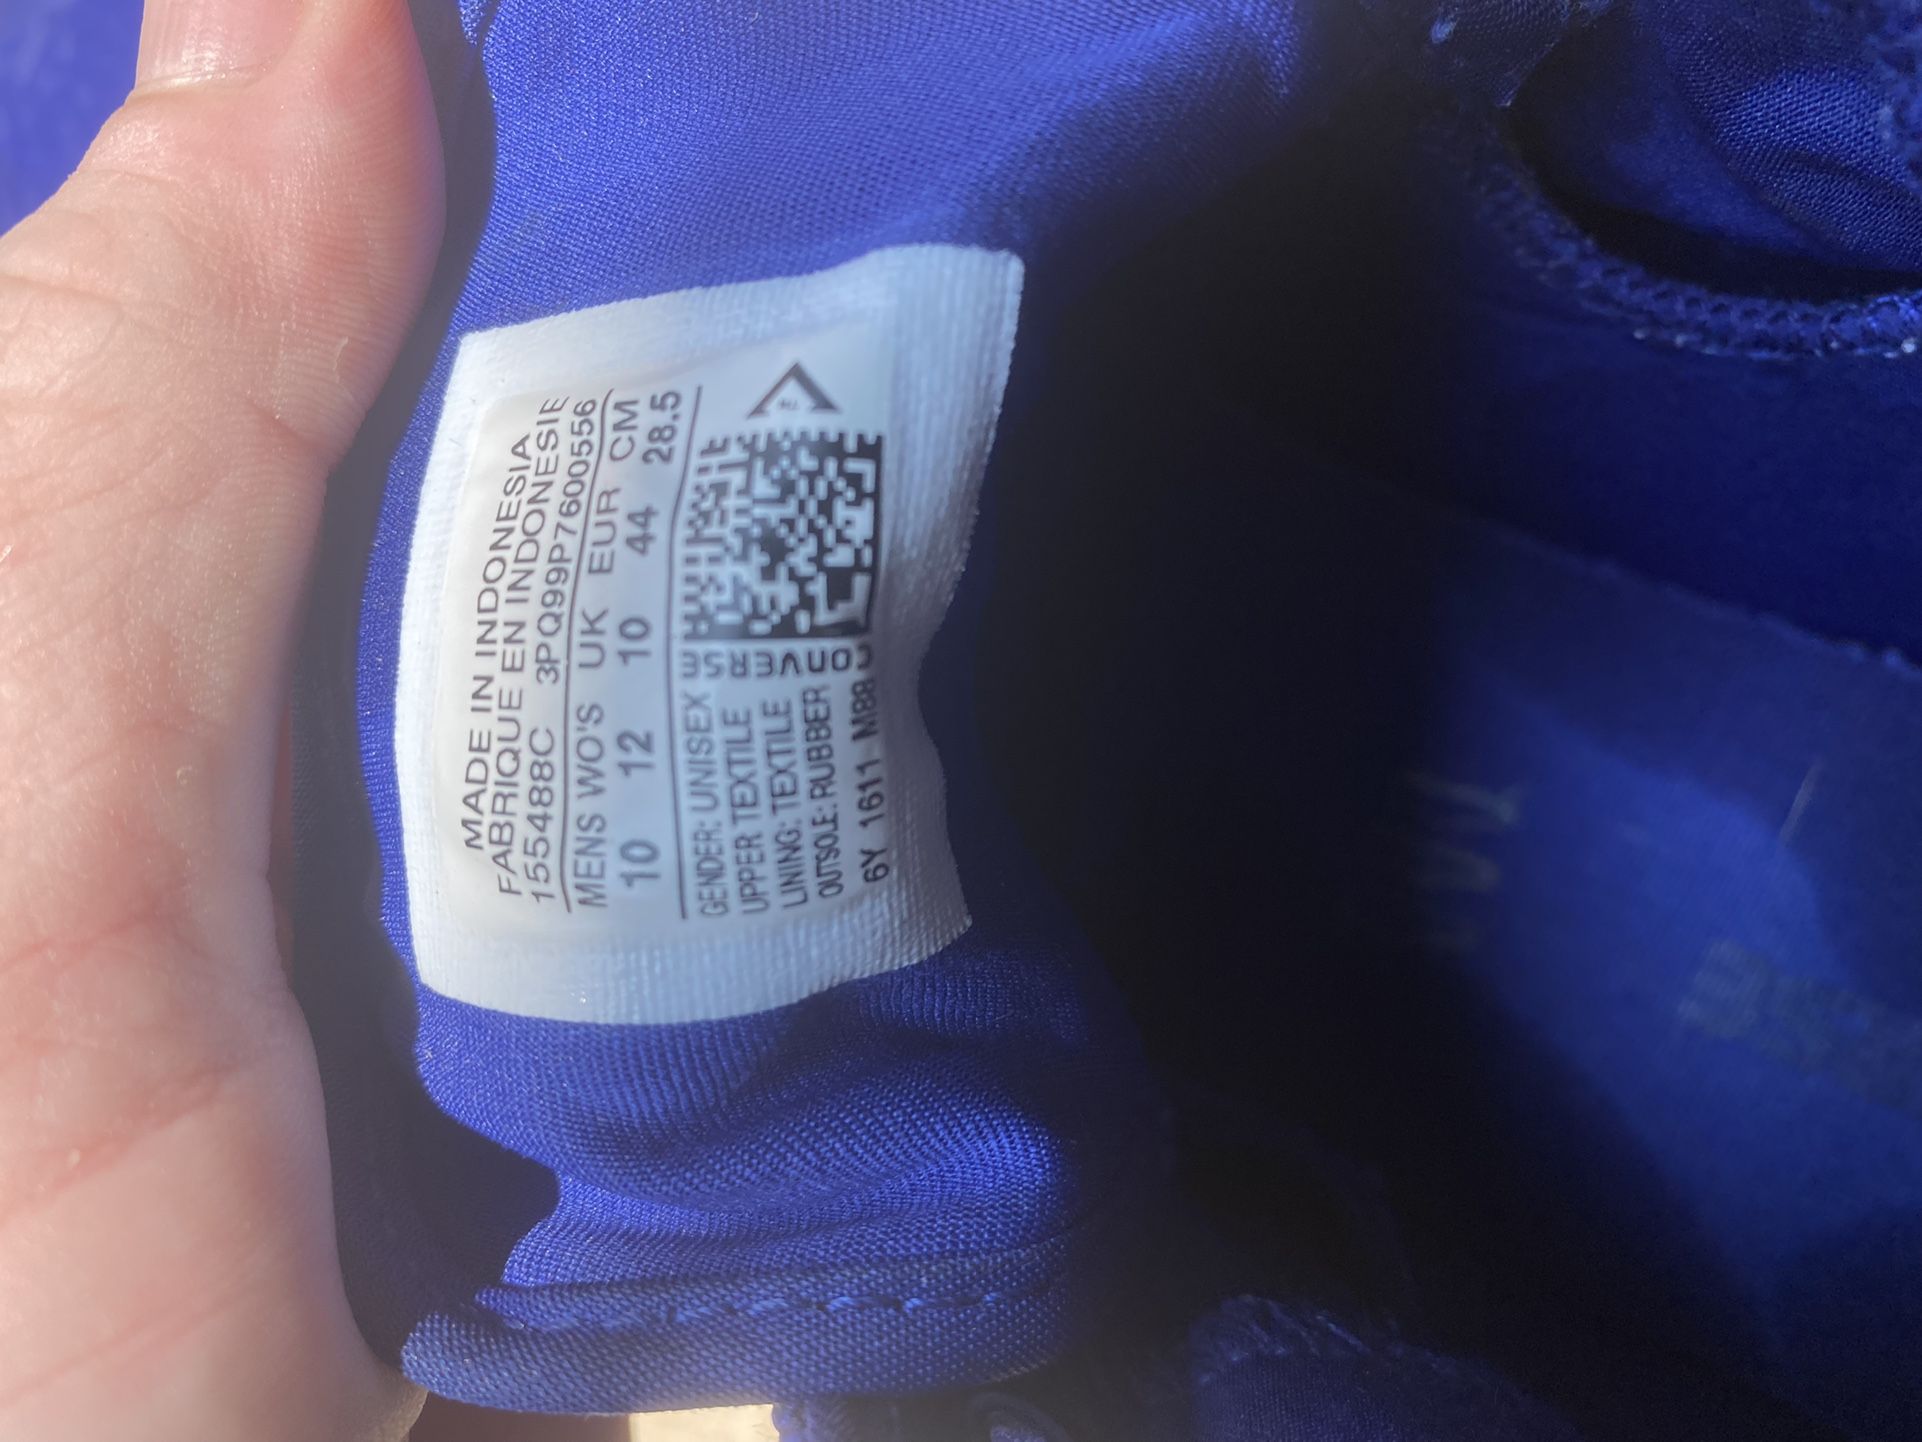 MADE IN INDONESIA
FABRIQUE EN INDONESIE
155488C 3PQ99P7600556
MENS WO'S UK EUR CM
10 12 10 44 28.5
GENDER: UNISEX
UPPER TEXTILE
LINING: TEXTILE
OUTSOLE: RUBBER
6Y 1611 M88
CONVERSE